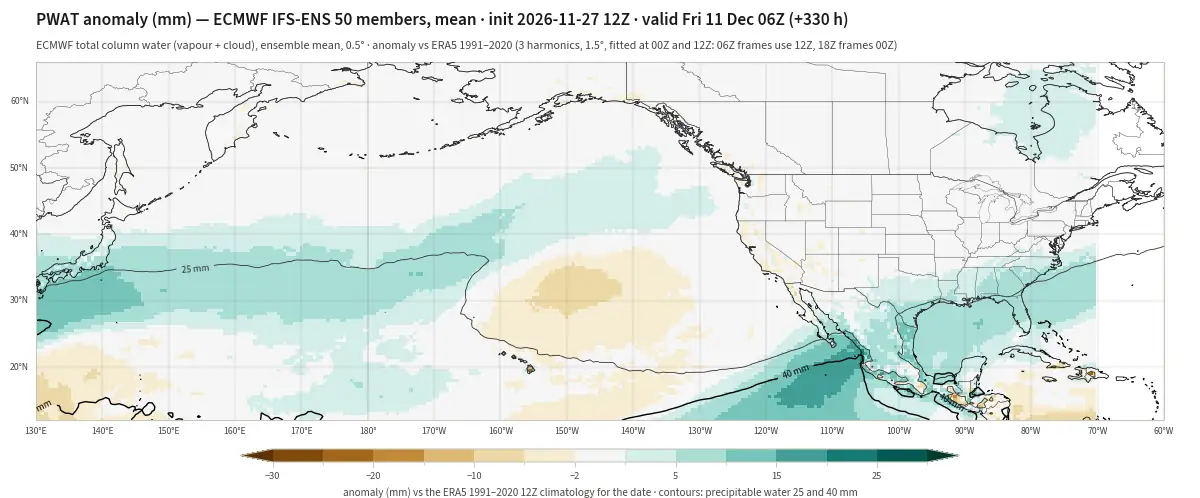 PWAT anomaly (mm) — ECMWF IFS-ENS 50 members, mean · init 2026-11-27 12Z · valid Fri 11 Dec 06Z (+330 h)
ECMWF total column water (vapour + cloud), ensemble mean, 0.5° · anomaly vs ERA5 1991–2020 (3 harmonics, 1.5°, fitted at 00Z and 12Z: 06Z frames use 12Z, 18Z frames 00Z)
60°N
50°N
40°N
25 mm
30°N
20°N
40 mm
mm
130°E 140°E 150°E 160°E 170°E 180° 170°W 160°W 150°W 140°W 130°W 120°W 110°W 100°W 90°W 80°W 70°W 60°W
−30 −20 −10 −2 5 15 25
anomaly (mm) vs the ERA5 1991–2020 12Z climatology for the date · contours: precipitable water 25 and 40 mm